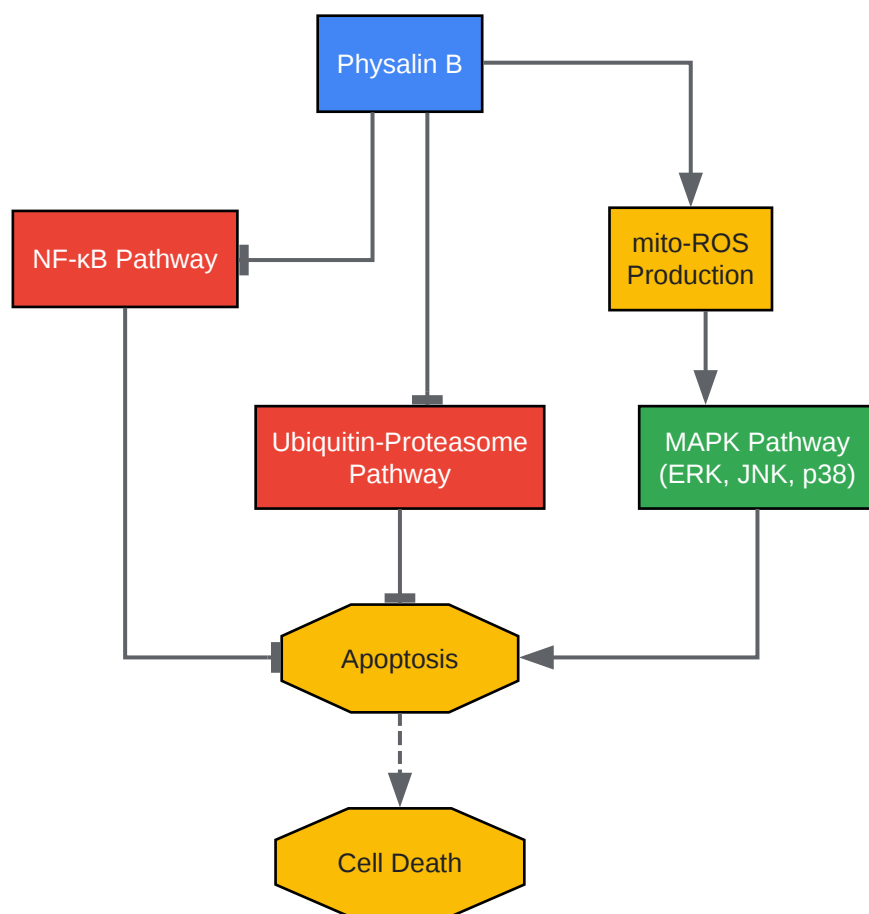 Physalin B
NF-κB Pathway
mito-ROS
Production
Ubiquitin-Proteasome
Pathway
MAPK Pathway
(ERK, JNK, p38)
Apoptosis
Cell Death